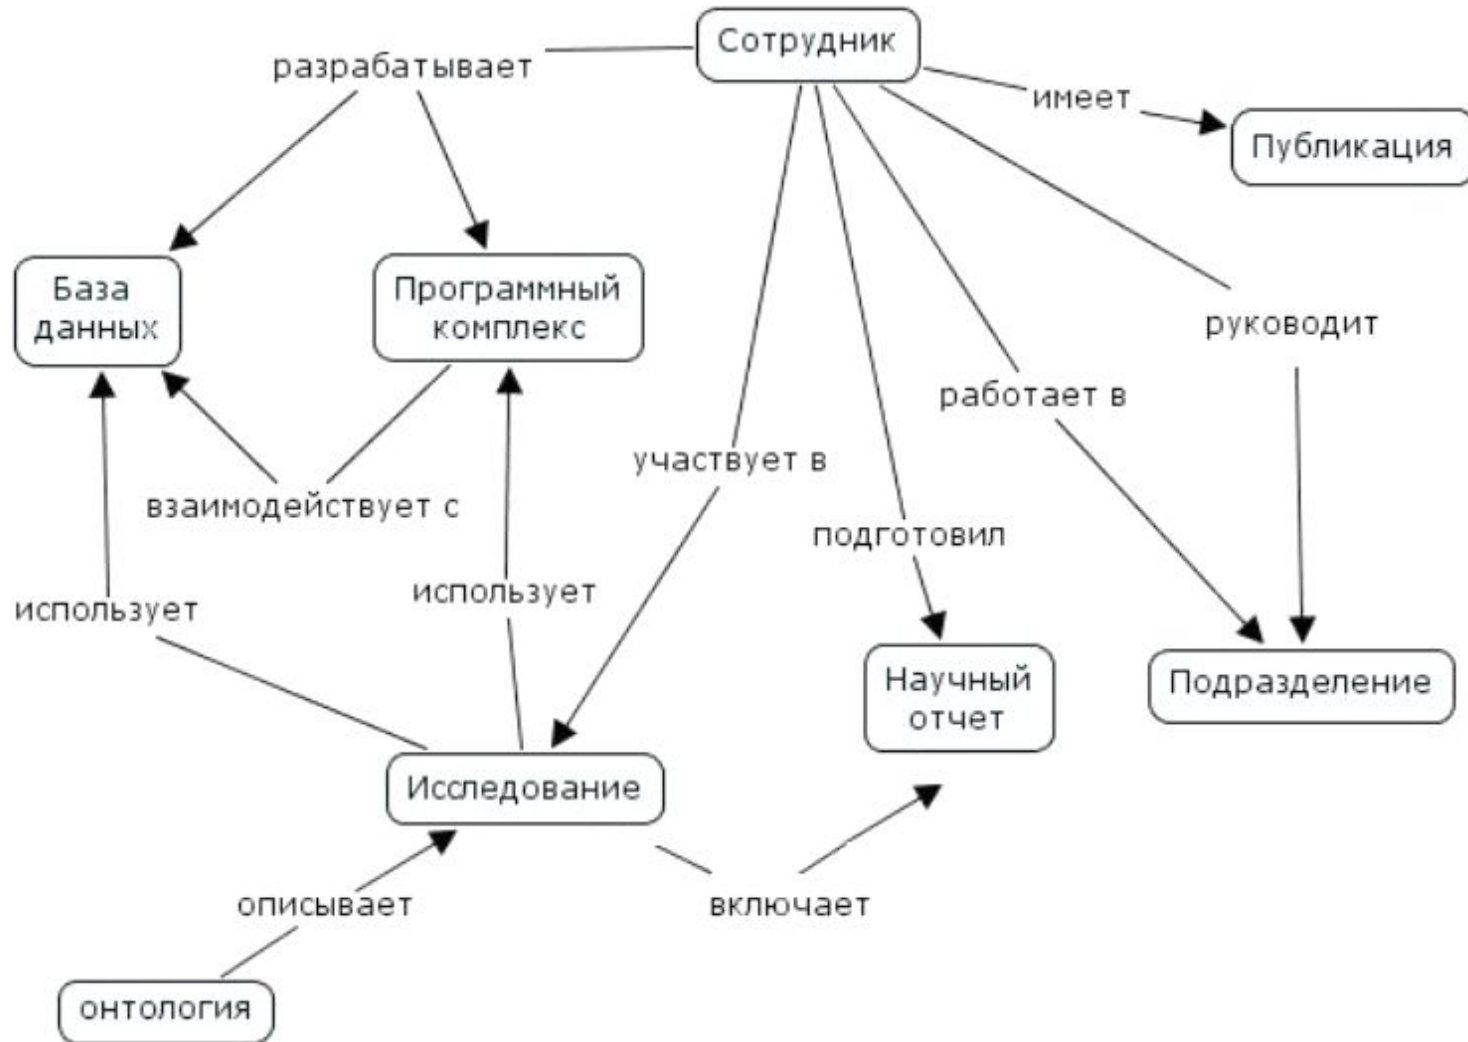 Сотрудник
разрабатывает
имеет
Публикация
База
данных
Программный
комплекс
руководит
работает в
участвует в
взаимодействует с
подготовил
использует
использует
Научный
отчет
Подразделение
Исследование
описывает
включает
онтология